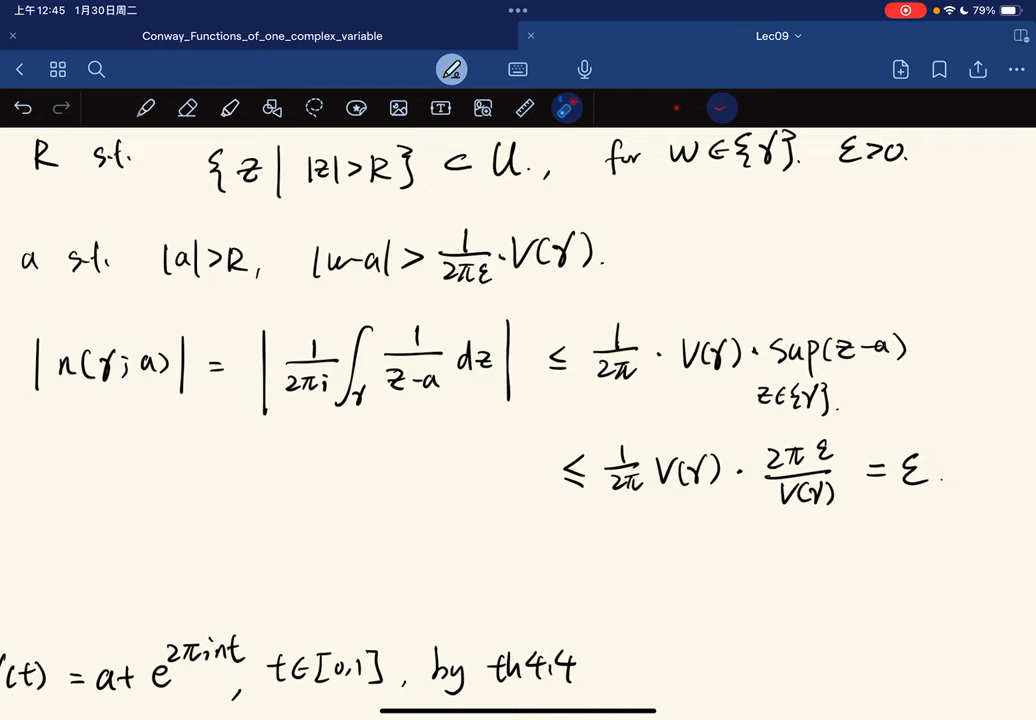 上午12:45 1月30日周二
79%
Conway_Functions_of_one_complex_variable
Lec09
R s.t. {z | |z|>R} ⊂ U., for w∈{γ}. ε>0.
a s.t. |a|>R, |w-a| > 1/2πε · V(γ).
|n(γ; a)| = | 1/2πi ∫_γ 1/z-a dz | ≤ 1/2π · V(γ) · sup(z-a)
z∈{γ}.
≤ 1/2π V(γ) · 2πε/V(γ) = ε.
(t) = a+ e^{2πint}, t∈[0,1], by th4.4